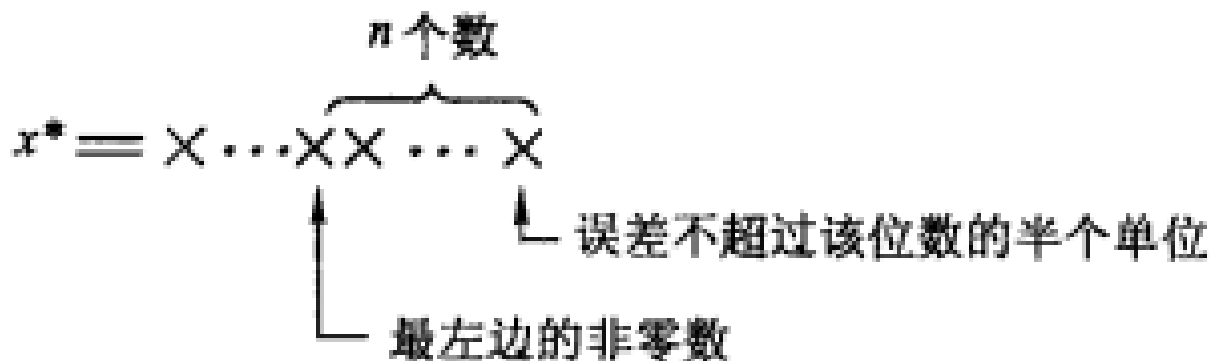 n个数
x* = ×···×× ··· ×
误差不超过该位数的半个单位
最左边的非零数